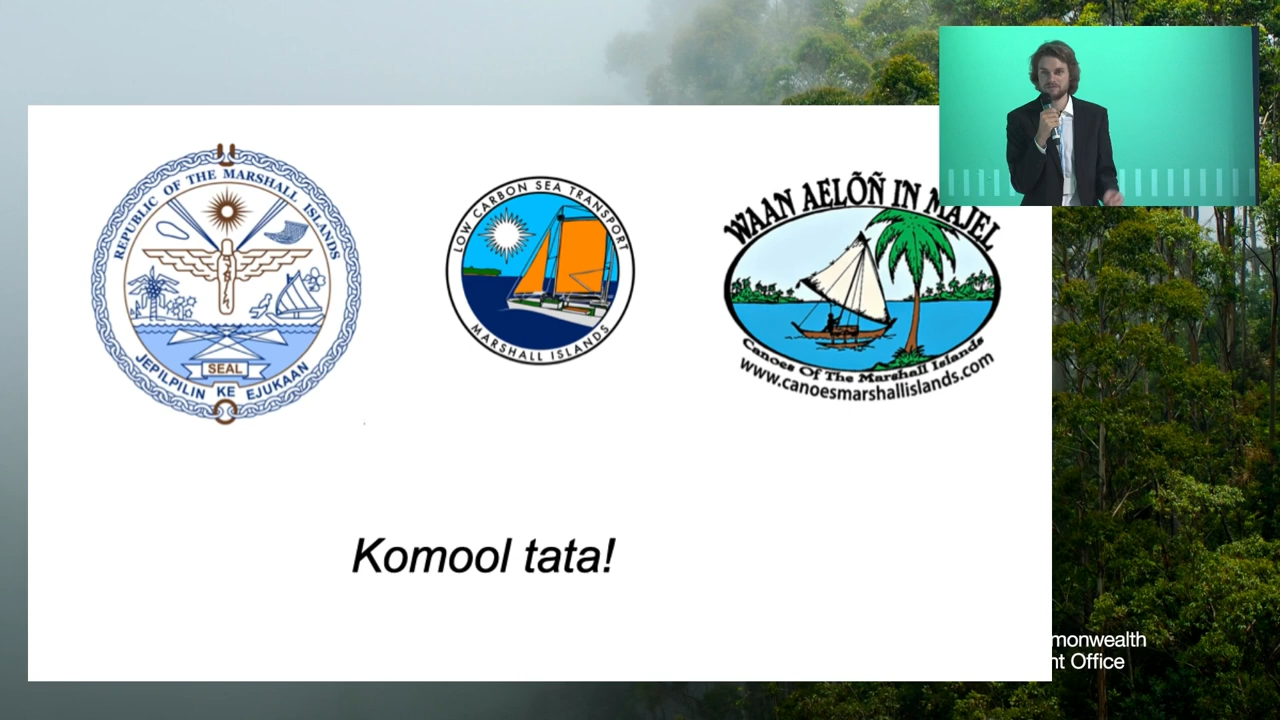 REPUBLIC OF THE MARSHALL ISLANDS
SEAL
JEPILPILIN KE EJUKAAN
LOW CARBON SEA TRANSPORT
MARSHALL ISLANDS
WAAN AELÕÑ IN MAJEL
Canoes Of The Marshall Islands
www.canoesmarshallislands.com
Komool tata!
monwealth
nt Office